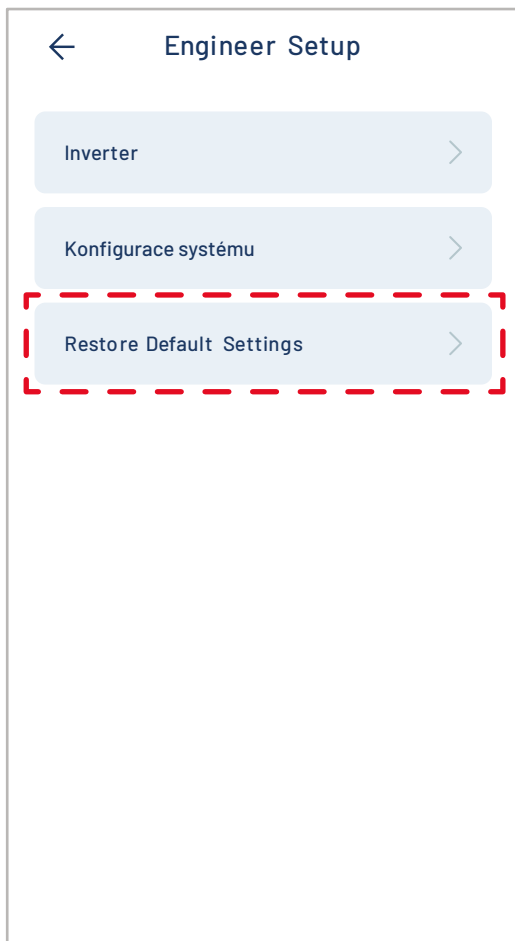 Engineer Setup
Inverter
Konfigurace systému
Restore Default Settings